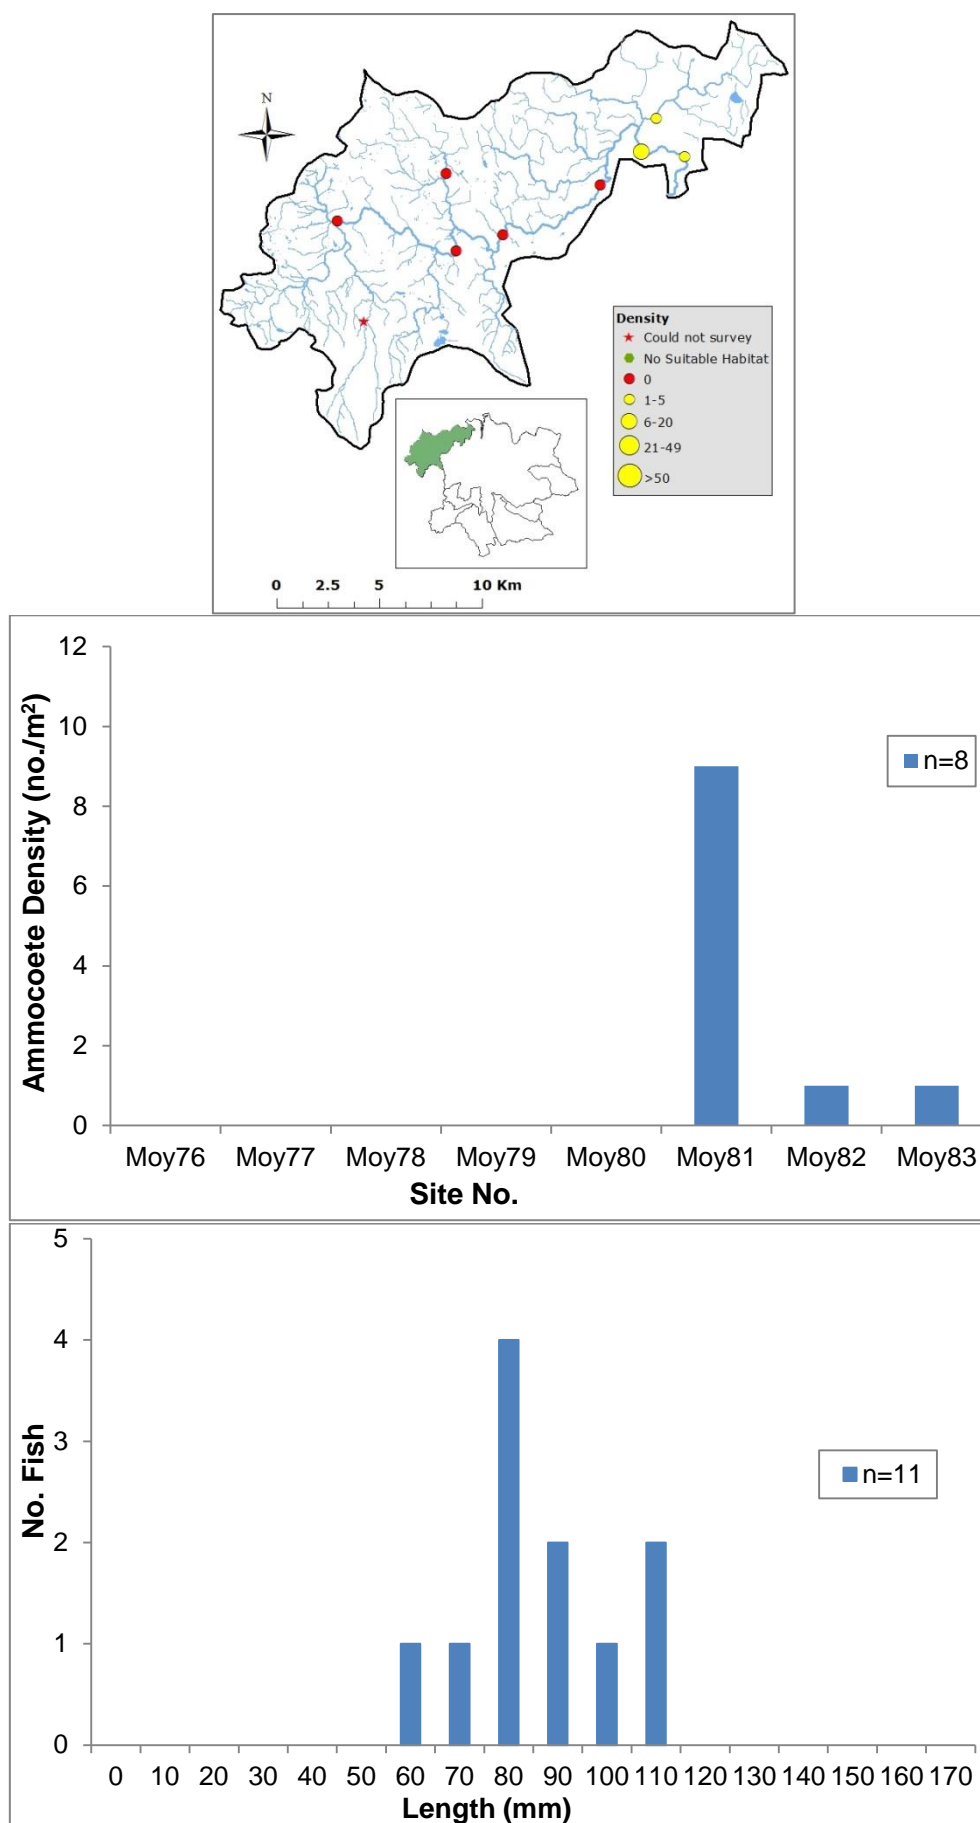 N
Density
Could not survey
No Suitable Habitat
0
1-5
6-20
21-49
>50
0 2.5 5 10 Km
12
10
8
6
4
2
0
Ammocoete Density (no./m²)
n=8
Moy76 Moy77 Moy78 Moy79 Moy80 Moy81 Moy82 Moy83
Site No.
5
4
3
2
1
0
No. Fish
n=11
0 10 20 30 40 50 60 70 80 90 100 110 120 130 140 150 160 170
Length (mm)